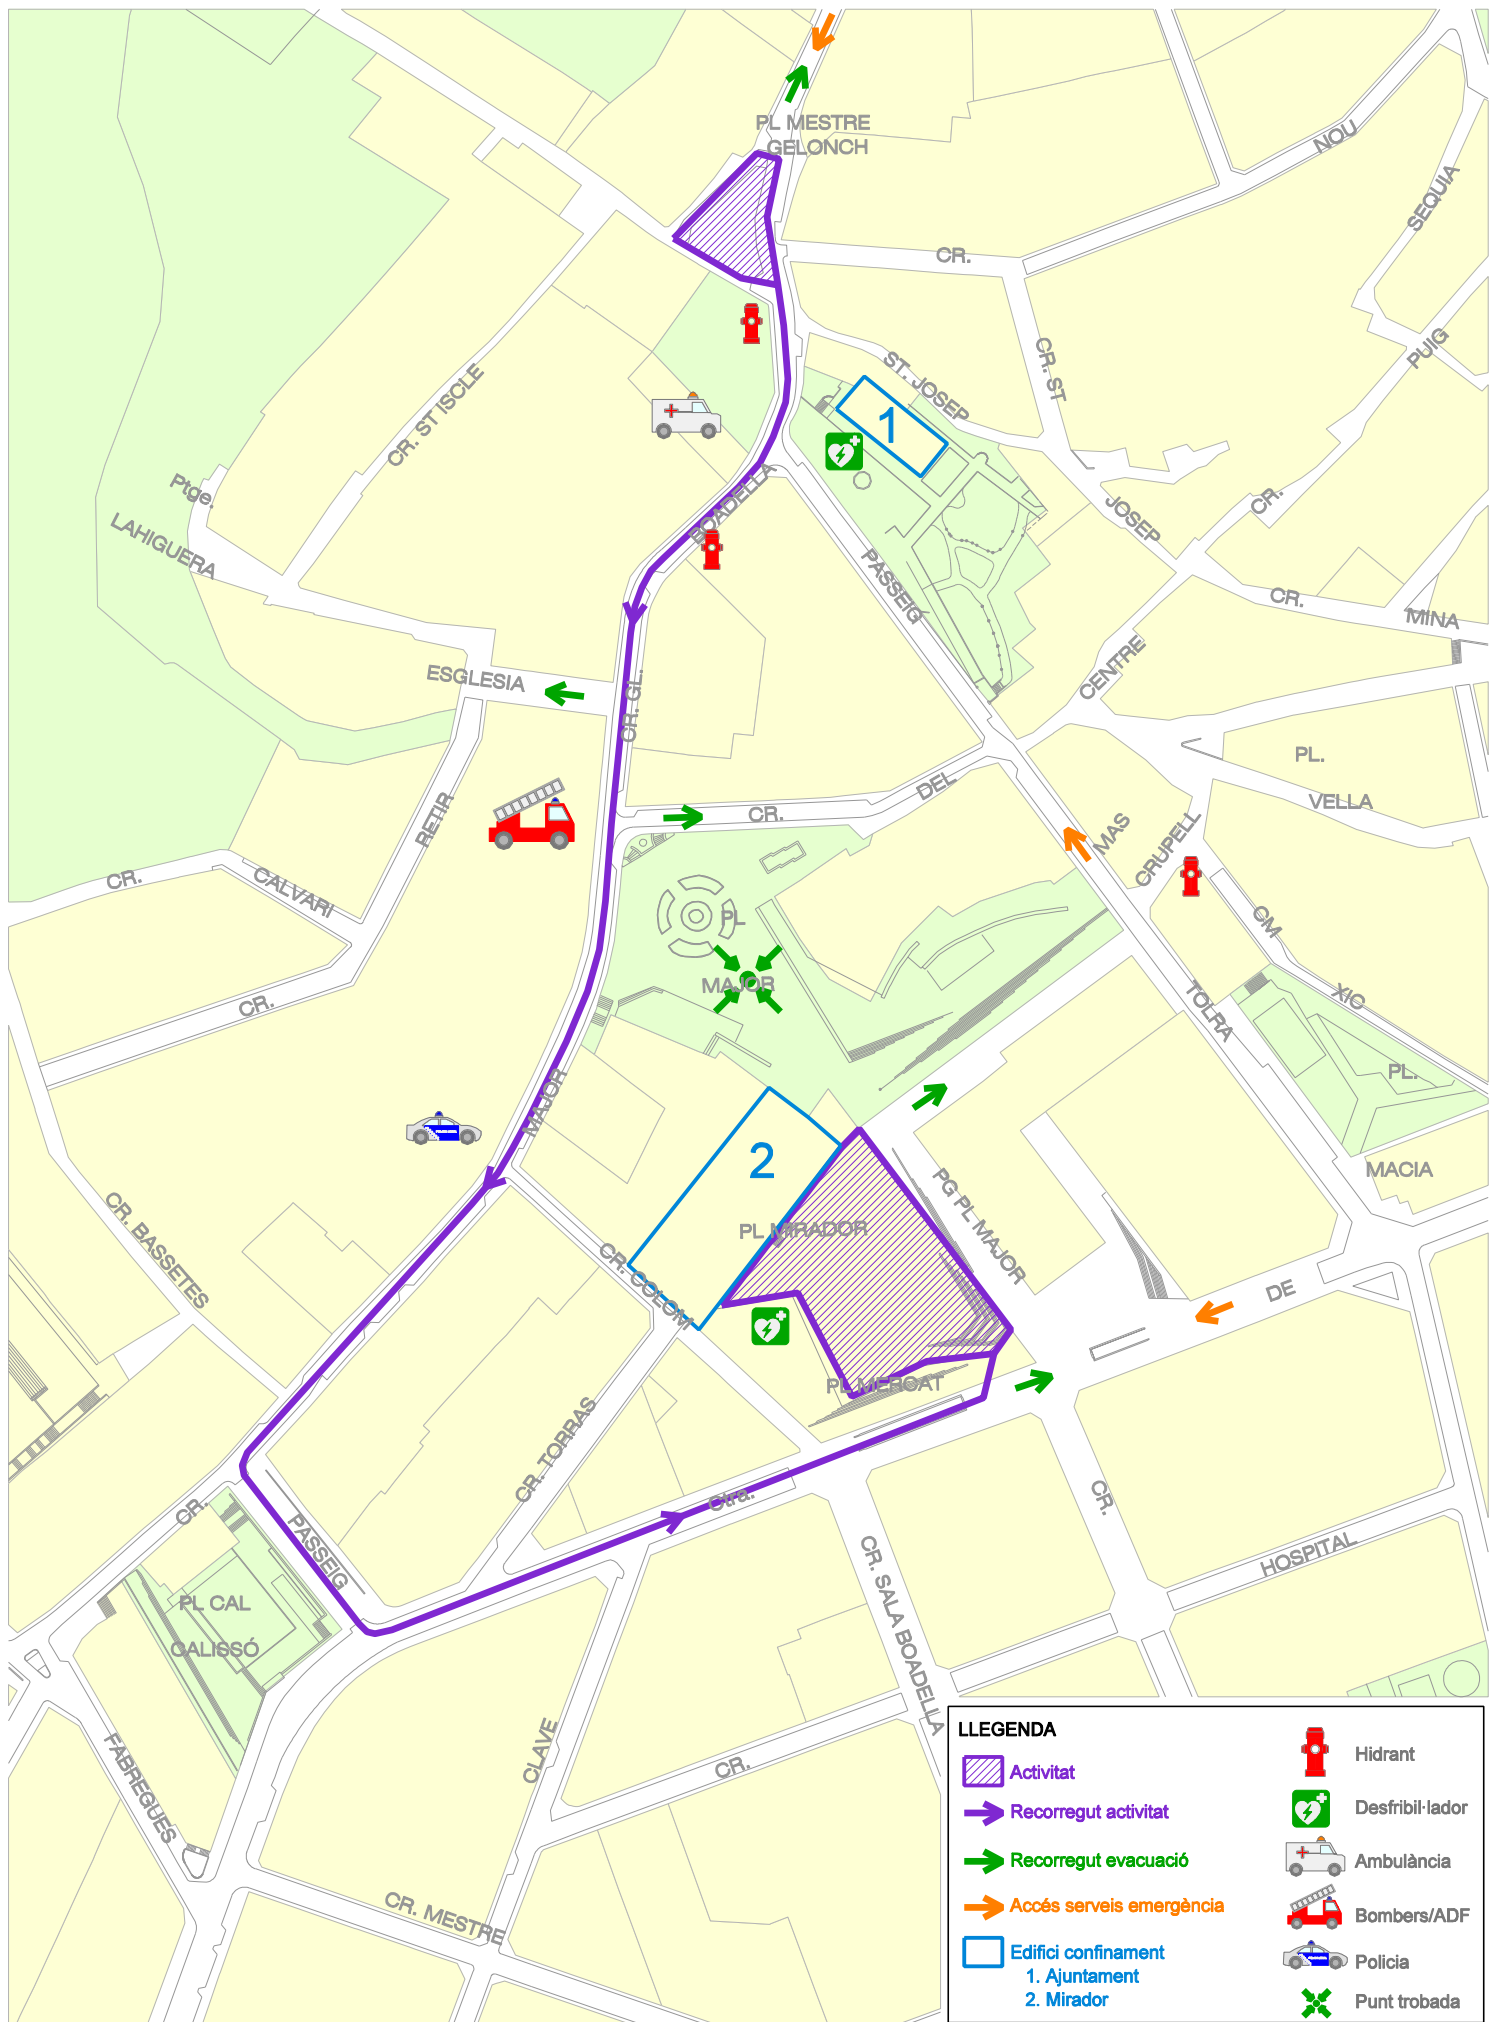 PL MESTRE
GELONCH
NOU
SEQUIA
CR.
PUIG
CR. ST
ST. JOSEP
1
CR. ST ISCLE
Ptge.
LAHIGUERA
BOADELLA
CR.
JOSEP
PASSEIG
CR.
MINA
ESGLESIA
CENTRE
CR. GL.
PL.
VELLA
DEL
CR.
MAS
CRUPELL
RETIR
CR.
CALVARI
PL
MAJOR
CM
XIC
CR.
TOLRA
PL.
MAJOR
2
MACIA
PG PL MAJOR
PL MIRADOR
CR. BASSETES
CR. COLOM
DE
PL MERCAT
CR. TORRAS
Ctra.
CR.
CR.
PASSEIG
HOSPITAL
PL CAL
CALISSÓ
CR. SALA BOADELLA
FABREGUES
CLAVE
CR.
CR. MESTRE
LLEGENDA
Activitat
Recorregut activitat
Recorregut evacuació
Accés serveis emergència
Edifici confinament
1. Ajuntament
2. Mirador
Hidrant
Desfribil·lador
Ambulància
Bombers/ADF
Policia
Punt trobada